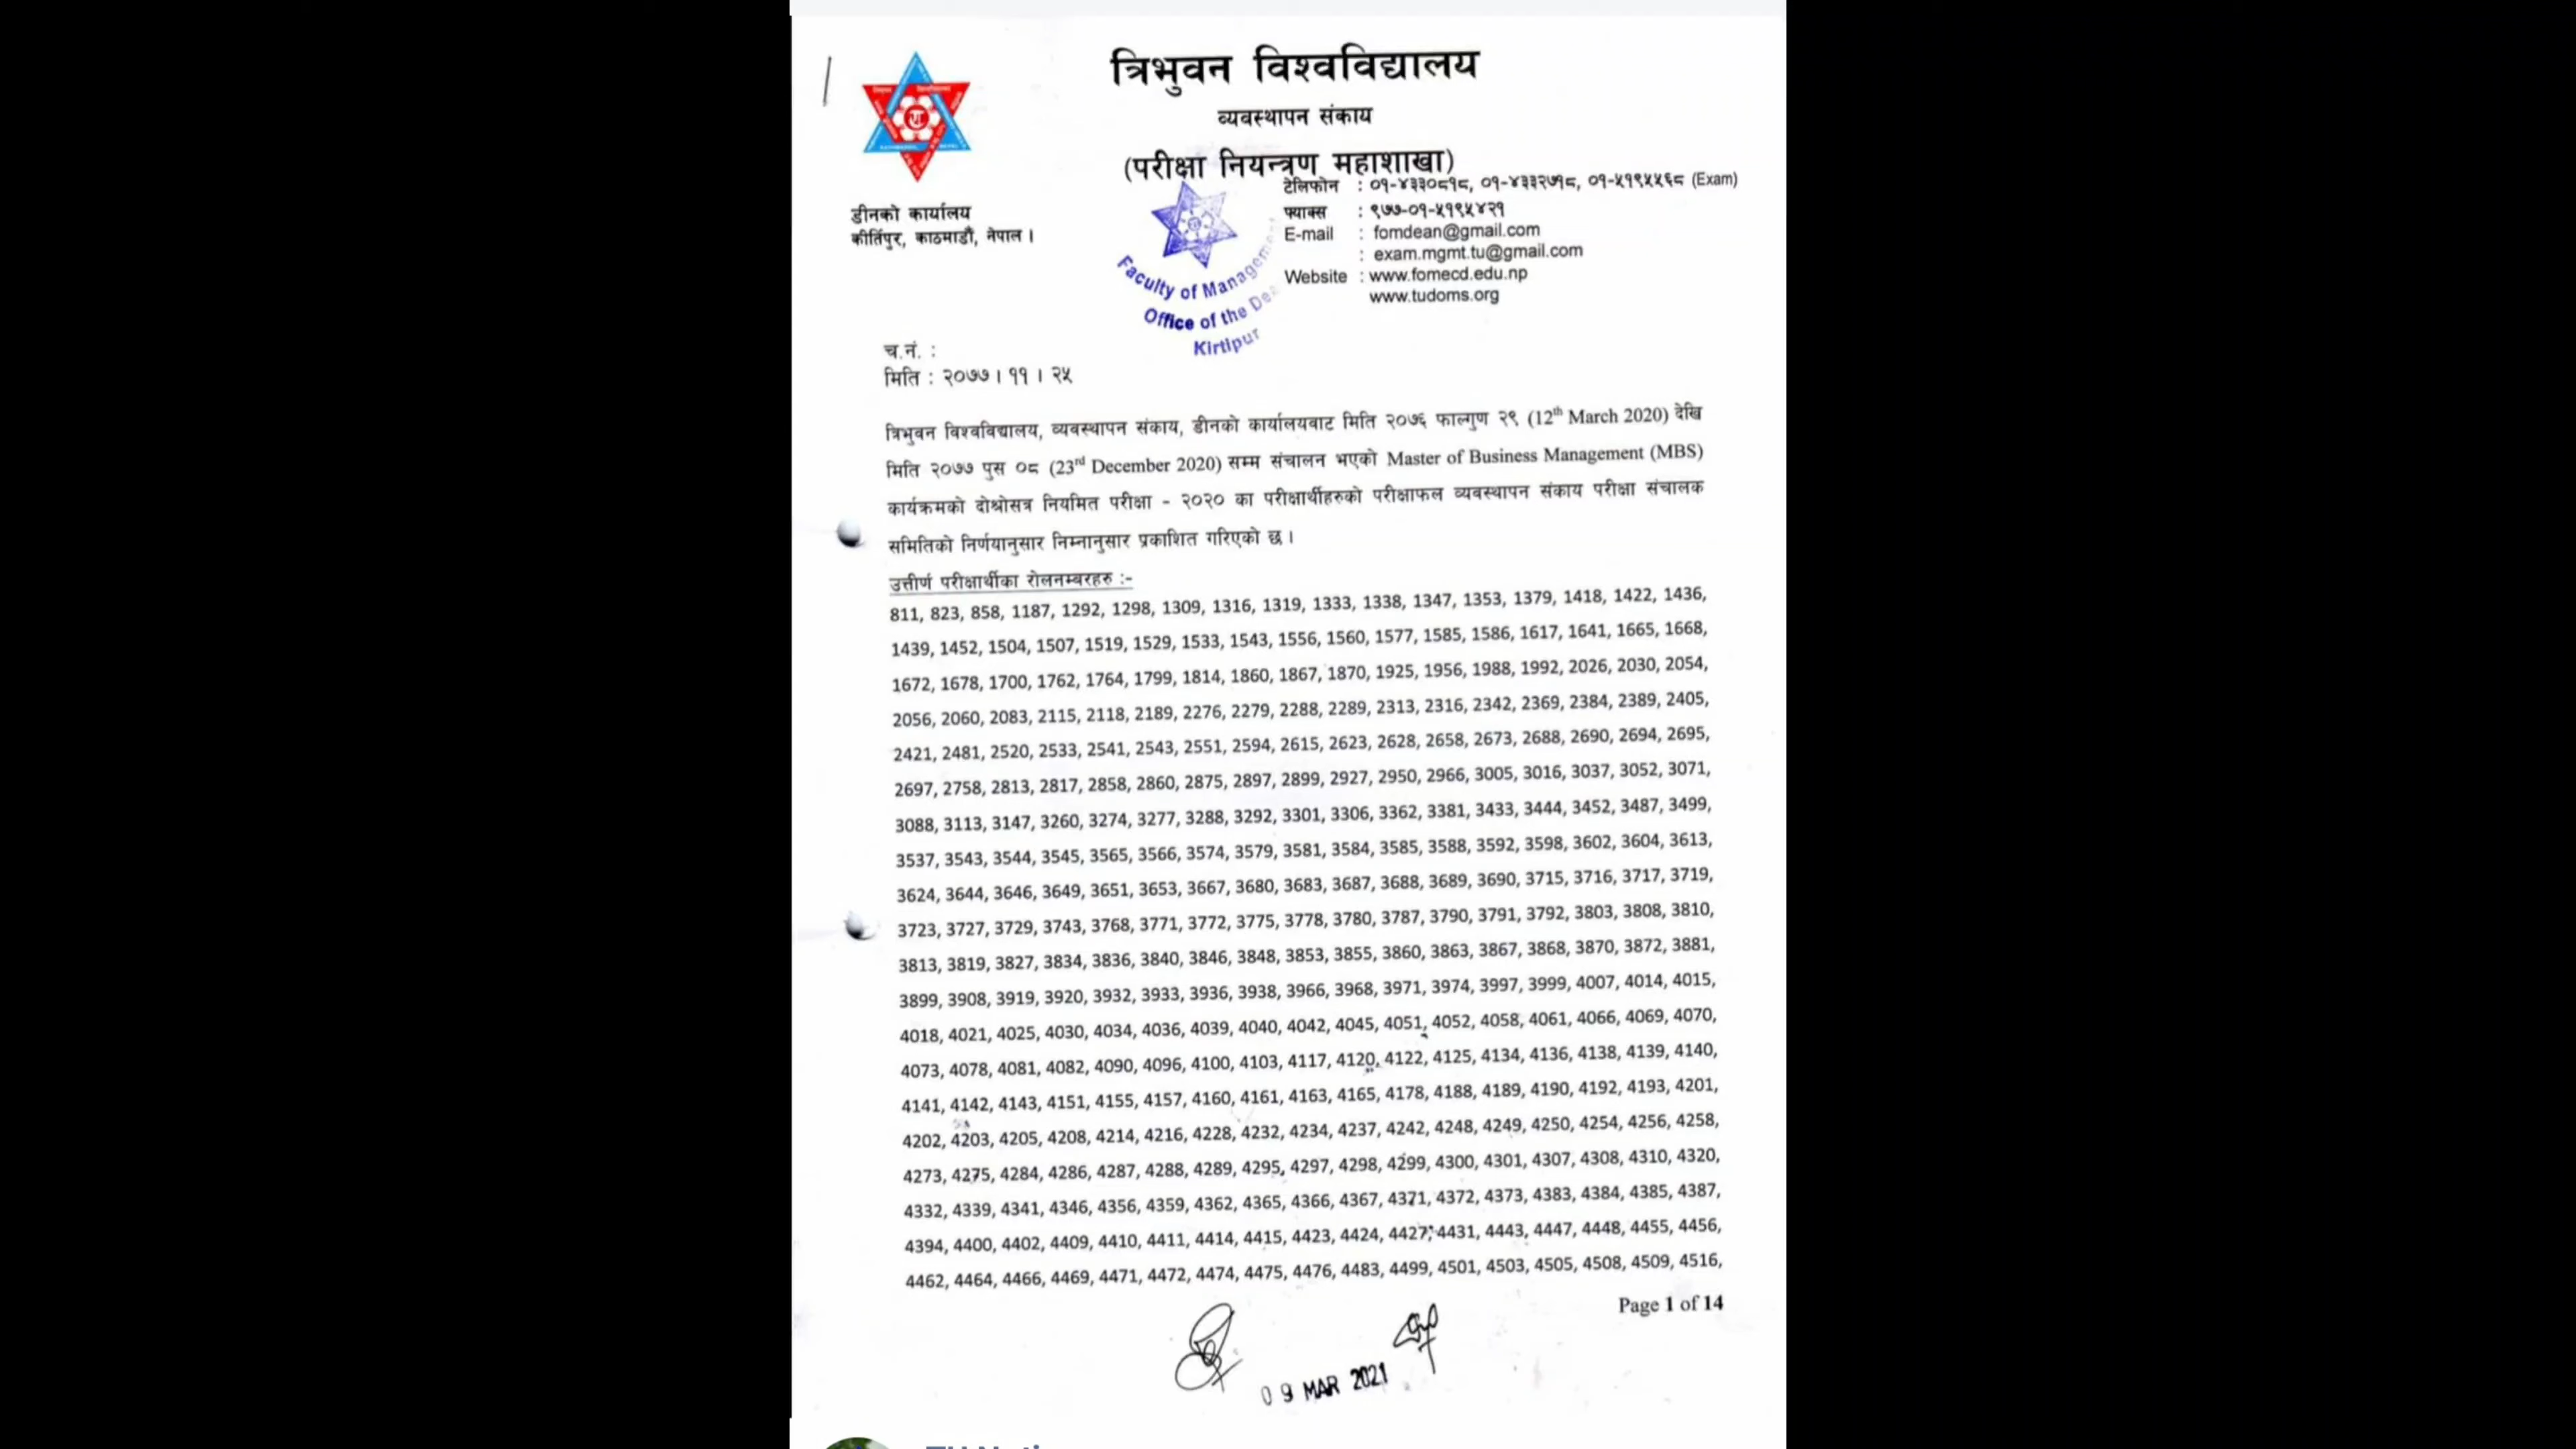 त्रिभुवन विश्वविद्यालय
व्यवस्थापन संकाय
(परीक्षा नियन्त्रण महाशाखा)
डीनको कार्यालय
कीर्तिपुर, काठमाडौं, नेपाल ।
टेलिफोन : ०१-४३३०८१८, ०१-४३३२७१८, ०१-५१९५५६८ (Exam)
फ्याक्स : ९७७-०१-५१९५४२१
E-mail : fomdean@gmail.com
: exam.mgmt.tu@gmail.com
Website : www.fomecd.edu.np
www.tudoms.org
Faculty of Management
Office of the Dea
Kirtipur
च.नं. :
मिति : २०७७।११।२५
त्रिभुवन विश्वविद्यालय, व्यवस्थापन संकाय, डीनको कार्यालयबाट मिति २०७६ फाल्गुण २९ (12th March 2020) देखि
मिति २०७७ पुस ०८ (23rd December 2020) सम्म संचालन भएको Master of Business Management (MBS)
कार्यक्रमको दोश्रोसत्र नियमित परीक्षा - २०२० का परीक्षार्थीहरुको परीक्षाफल व्यवस्थापन संकाय परीक्षा संचालक
समितिको निर्णयानुसार निम्नानुसार प्रकाशित गरिएको छ ।
उत्तीर्ण परीक्षार्थीका रोलनम्बरहरु :-
811, 823, 858, 1187, 1292, 1298, 1309, 1316, 1319, 1333, 1338, 1347, 1353, 1379, 1418, 1422, 1436,
1439, 1452, 1504, 1507, 1519, 1529, 1533, 1543, 1556, 1560, 1577, 1585, 1586, 1617, 1641, 1665, 1668,
1672, 1678, 1700, 1762, 1764, 1799, 1814, 1860, 1867, 1870, 1925, 1956, 1988, 1992, 2026, 2030, 2054,
2056, 2060, 2083, 2115, 2118, 2189, 2276, 2279, 2288, 2289, 2313, 2316, 2342, 2369, 2384, 2389, 2405,
2421, 2481, 2520, 2533, 2541, 2543, 2551, 2594, 2615, 2623, 2628, 2658, 2673, 2688, 2690, 2694, 2695,
2697, 2758, 2813, 2817, 2858, 2860, 2875, 2897, 2899, 2927, 2950, 2966, 3005, 3016, 3037, 3052, 3071,
3088, 3113, 3147, 3260, 3274, 3277, 3288, 3292, 3301, 3306, 3362, 3381, 3433, 3444, 3452, 3487, 3499,
3537, 3543, 3544, 3545, 3565, 3566, 3574, 3579, 3581, 3584, 3585, 3588, 3592, 3598, 3602, 3604, 3613,
3624, 3644, 3646, 3649, 3651, 3653, 3667, 3680, 3683, 3687, 3688, 3689, 3690, 3715, 3716, 3717, 3719,
3723, 3727, 3729, 3743, 3768, 3771, 3772, 3775, 3778, 3780, 3787, 3790, 3791, 3792, 3803, 3808, 3810,
3813, 3819, 3827, 3834, 3836, 3840, 3846, 3848, 3853, 3855, 3860, 3863, 3867, 3868, 3870, 3872, 3881,
3899, 3908, 3919, 3920, 3932, 3933, 3936, 3938, 3966, 3968, 3971, 3974, 3997, 3999, 4007, 4014, 4015,
4018, 4021, 4025, 4030, 4034, 4036, 4039, 4040, 4042, 4045, 4051, 4052, 4058, 4061, 4066, 4069, 4070,
4073, 4078, 4081, 4082, 4090, 4096, 4100, 4103, 4117, 4120, 4122, 4125, 4134, 4136, 4138, 4139, 4140,
4141, 4142, 4143, 4151, 4155, 4157, 4160, 4161, 4163, 4165, 4178, 4188, 4189, 4190, 4192, 4193, 4201,
4202, 4203, 4205, 4208, 4214, 4216, 4228, 4232, 4234, 4237, 4242, 4248, 4249, 4250, 4254, 4256, 4258,
4273, 4275, 4284, 4286, 4287, 4288, 4289, 4295, 4297, 4298, 4299, 4300, 4301, 4307, 4308, 4310, 4320,
4332, 4339, 4341, 4346, 4356, 4359, 4362, 4365, 4366, 4367, 4371, 4372, 4373, 4383, 4384, 4385, 4387,
4394, 4400, 4402, 4409, 4410, 4411, 4414, 4415, 4423, 4424, 4427, 4431, 4443, 4447, 4448, 4455, 4456,
4462, 4464, 4466, 4469, 4471, 4472, 4474, 4475, 4476, 4483, 4499, 4501, 4503, 4505, 4508, 4509, 4516,
Page 1 of 14
09 MAR 2021